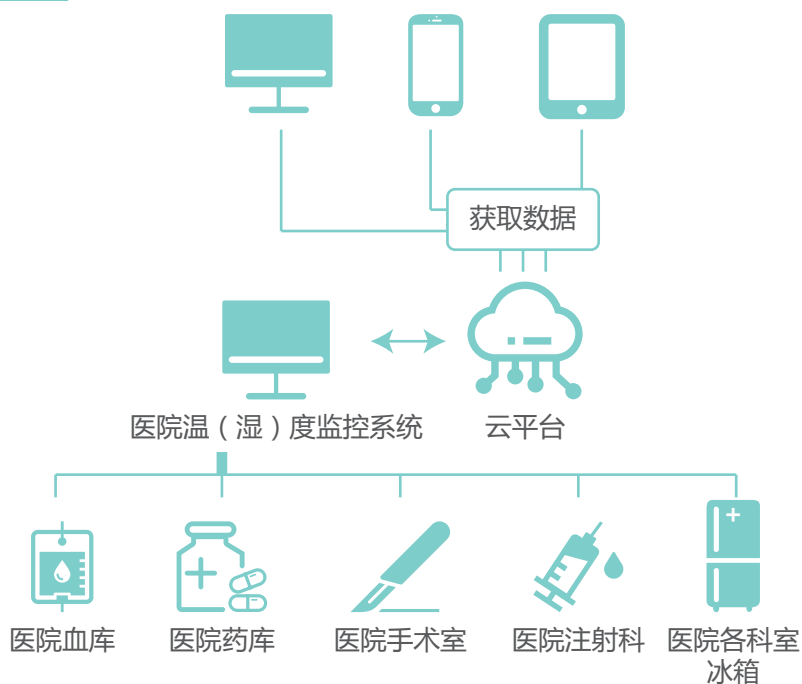 获取数据
医院温（湿）度监控系统
云平台
医院血库
医院药库
医院手术室
医院注射科
医院各科室
冰箱